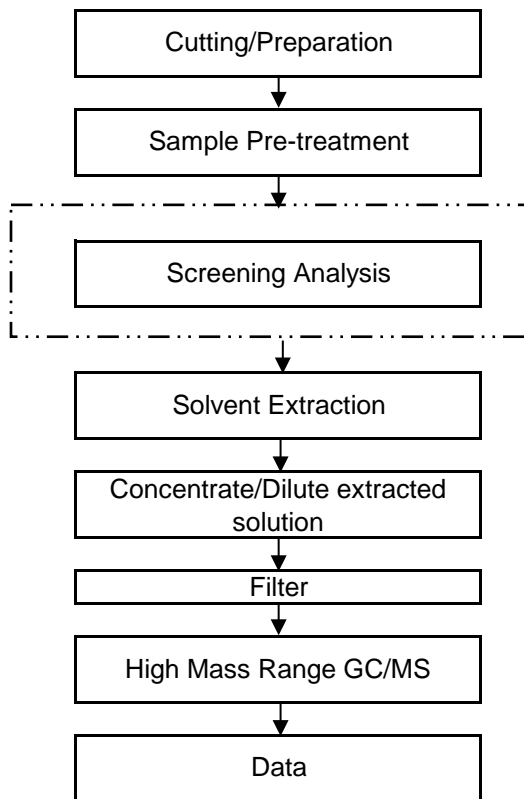 Cutting/Preparation
Sample Pre-treatment
Screening Analysis
Solvent Extraction
Concentrate/Dilute extracted
solution
Filter
High Mass Range GC/MS
Data